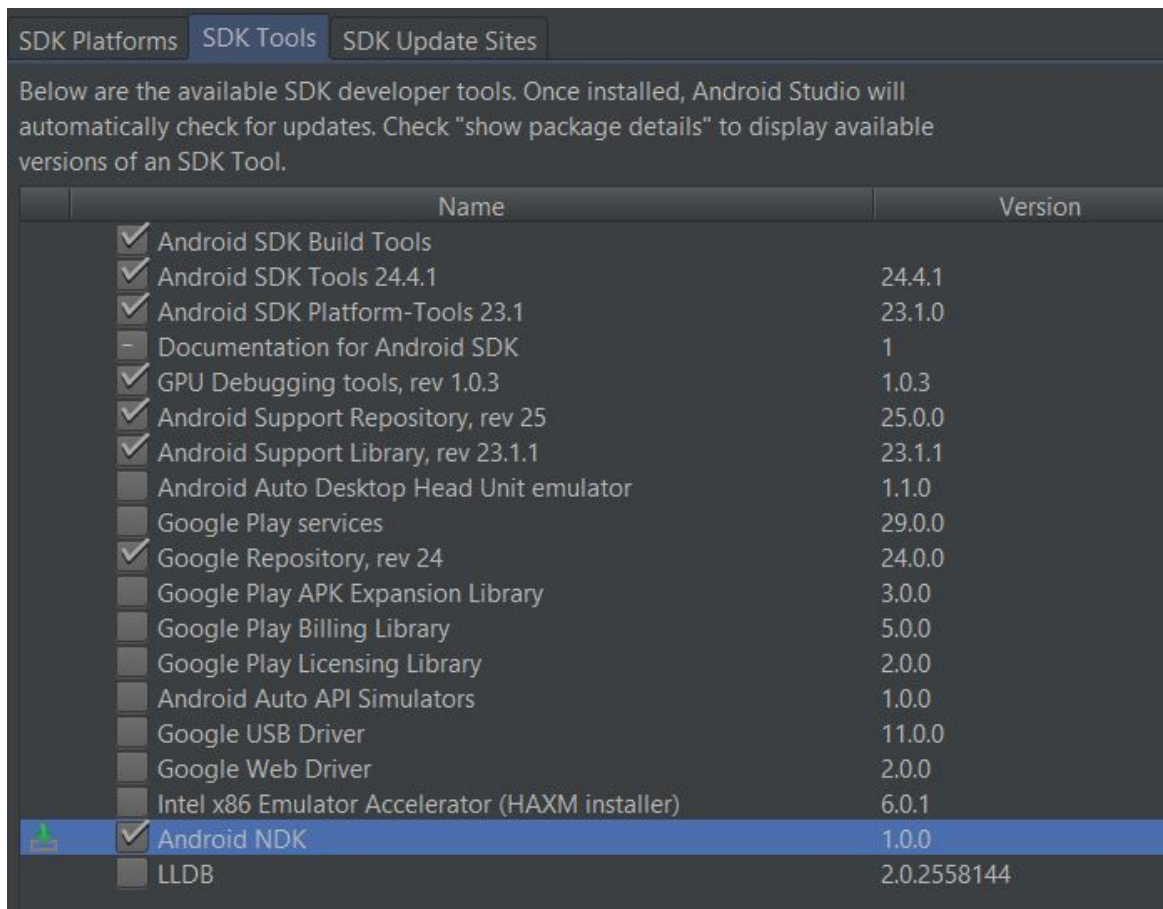 SDK Platforms SDK Tools SDK Update Sites
Below are the available SDK developer tools. Once installed, Android Studio will
automatically check for updates. Check "show package details" to display available
versions of an SDK Tool.
Name Version
Android SDK Build Tools
Android SDK Tools 24.4.1 24.4.1
Android SDK Platform-Tools 23.1 23.1.0
Documentation for Android SDK 1
GPU Debugging tools, rev 1.0.3 1.0.3
Android Support Repository, rev 25 25.0.0
Android Support Library, rev 23.1.1 23.1.1
Android Auto Desktop Head Unit emulator 1.1.0
Google Play services 29.0.0
Google Repository, rev 24 24.0.0
Google Play APK Expansion Library 3.0.0
Google Play Billing Library 5.0.0
Google Play Licensing Library 2.0.0
Android Auto API Simulators 1.0.0
Google USB Driver 11.0.0
Google Web Driver 2.0.0
Intel x86 Emulator Accelerator (HAXM installer) 6.0.1
Android NDK 1.0.0
LLDB 2.0.2558144